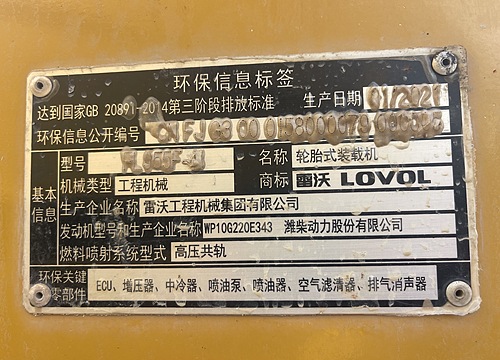 环保信息标签
达到国家GB 20891-2014第三阶段排放标准 生产日期 01/2021
环保信息公开编号
型号 FL955F-J 名称 轮胎式装载机
机械类型 工程机械 商标 雷沃 LOVOL
基本信息
生产企业名称 雷沃工程机械集团有限公司
发动机型号和生产企业名称 WP10G220E343 潍柴动力股份有限公司
燃料喷射系统型式 高压共轨
环保关键零部件 ECU、增压器、中冷器、喷油泵、喷油器、空气滤清器、排气消声器